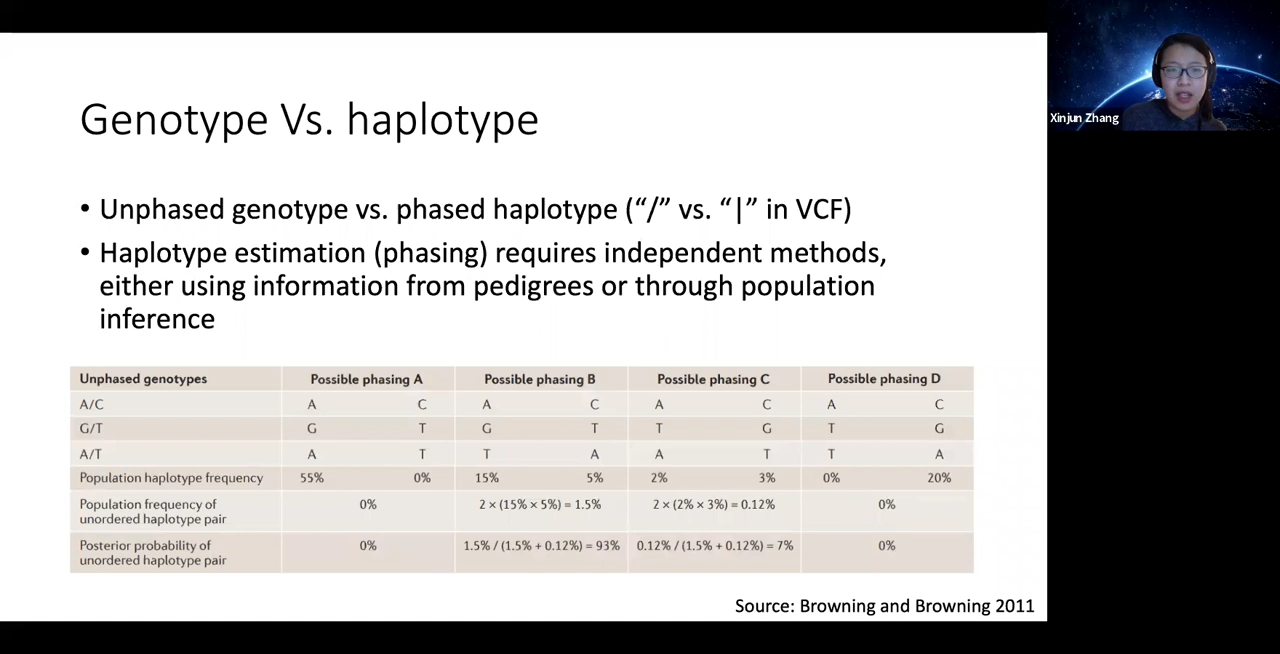 Genotype Vs. haplotype
• Unphased genotype vs. phased haplotype (“/” vs. “|” in VCF)
• Haplotype estimation (phasing) requires independent methods,
either using information from pedigrees or through population
inference
Unphased genotypes Possible phasing A Possible phasing B Possible phasing C Possible phasing D
A/C A C A C A C A C
G/T G T G T T G T G
A/T A T T A A T T A
Population haplotype frequency 55% 0% 15% 5% 2% 3% 0% 20%
Population frequency of
unordered haplotype pair 0% 2 × (15% × 5%) = 1.5% 2 × (2% × 3%) = 0.12% 0%
Posterior probability of
unordered haplotype pair 0% 1.5% / (1.5% + 0.12%) = 93% 0.12% / (1.5% + 0.12%) = 7% 0%
Source: Browning and Browning 2011
Xinjun Zhang